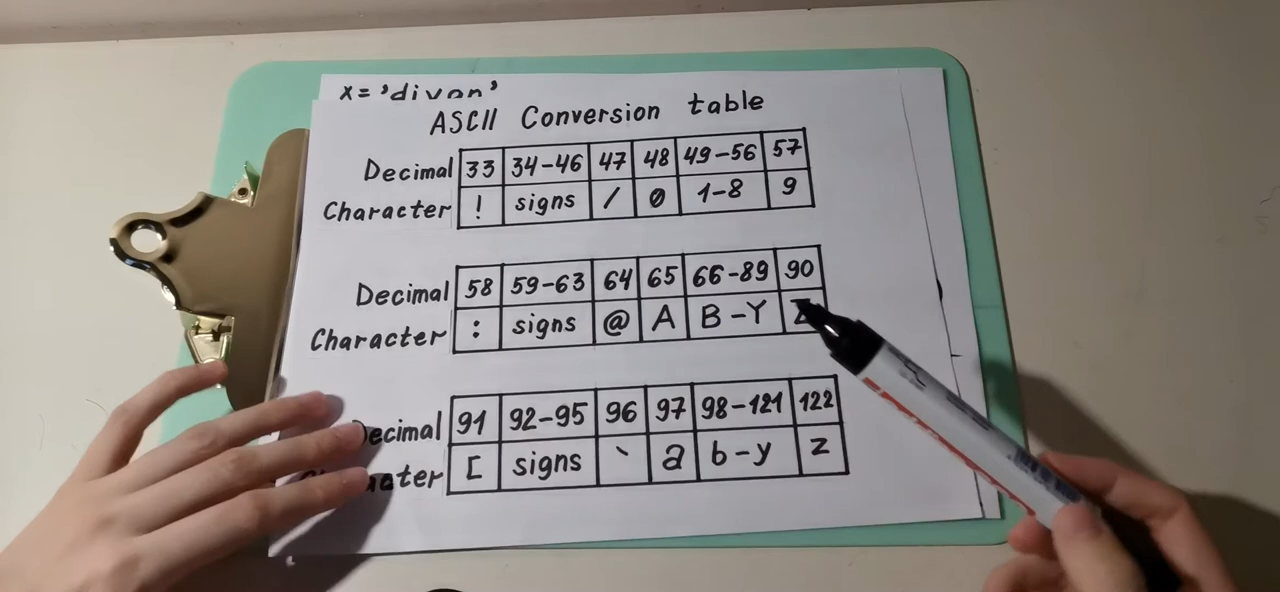 x = 'divan'
ASCII Conversion table
Decimal 33 34-46 47 48 49-56 57
Character ! signs / 0 1-8 9
Decimal 58 59-63 64 65 66-89 90
Character : signs @ A B-Y Z
Decimal 91 92-95 96 97 98-121 122
Character [ signs ` a b-y z